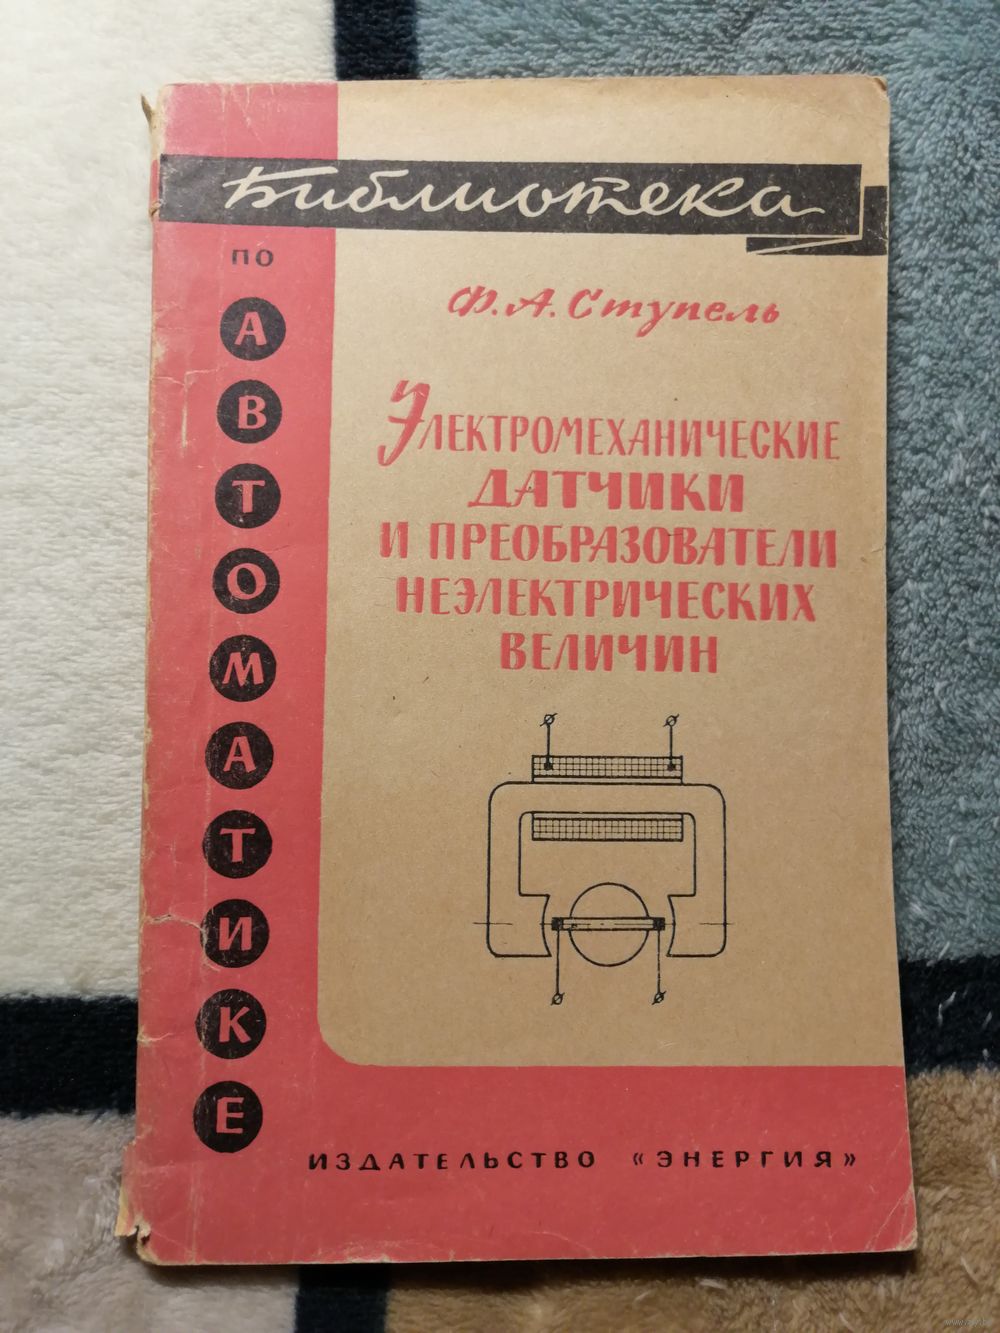 Библиотека
по
АВТОМАТИКЕ
Ф. А. Ступель
ЭЛЕКТРОМЕХАНИЧЕСКИЕ
ДАТЧИКИ
И ПРЕОБРАЗОВАТЕЛИ
НЕЭЛЕКТРИЧЕСКИХ
ВЕЛИЧИН
ИЗДАТЕЛЬСТВО «ЭНЕРГИЯ»